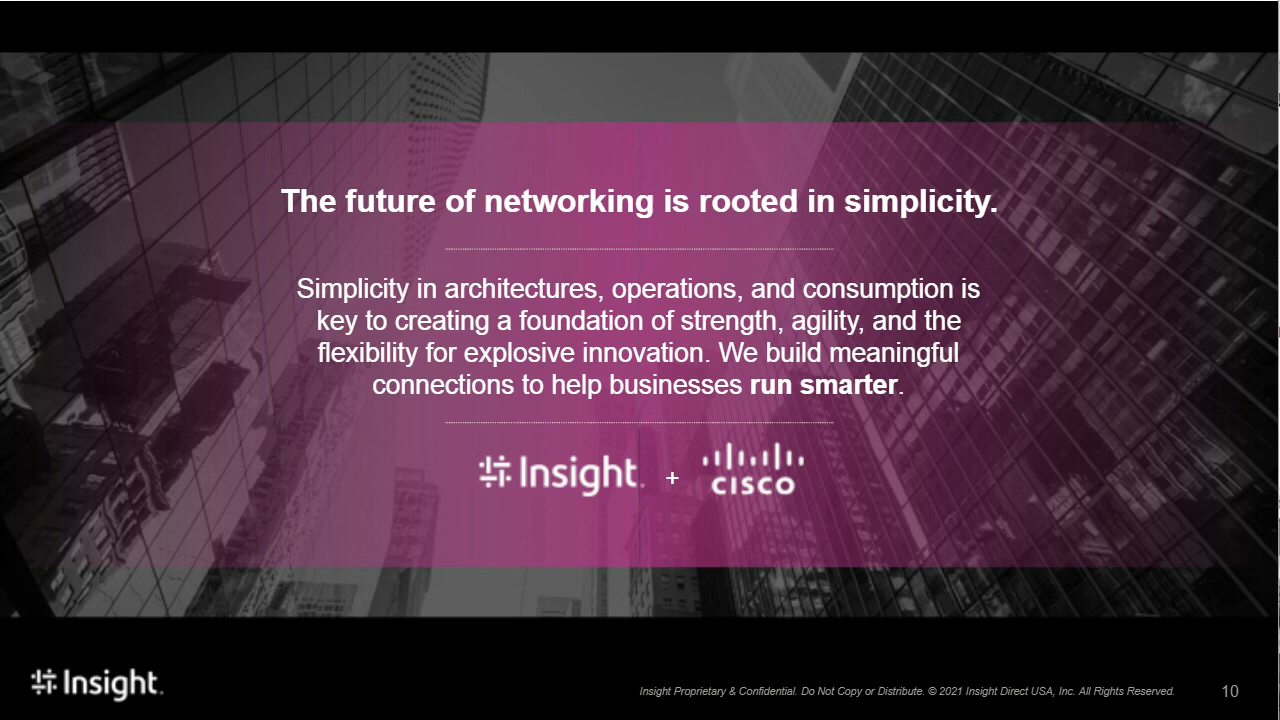 The future of networking is rooted in simplicity.
Simplicity in architectures, operations, and consumption is
key to creating a foundation of strength, agility, and the
flexibility for explosive innovation. We build meaningful
connections to help businesses run smarter.
Insight. + CISCO
Insight.
Insight Proprietary & Confidential. Do Not Copy or Distribute. © 2021 Insight Direct USA, Inc. All Rights Reserved.
10